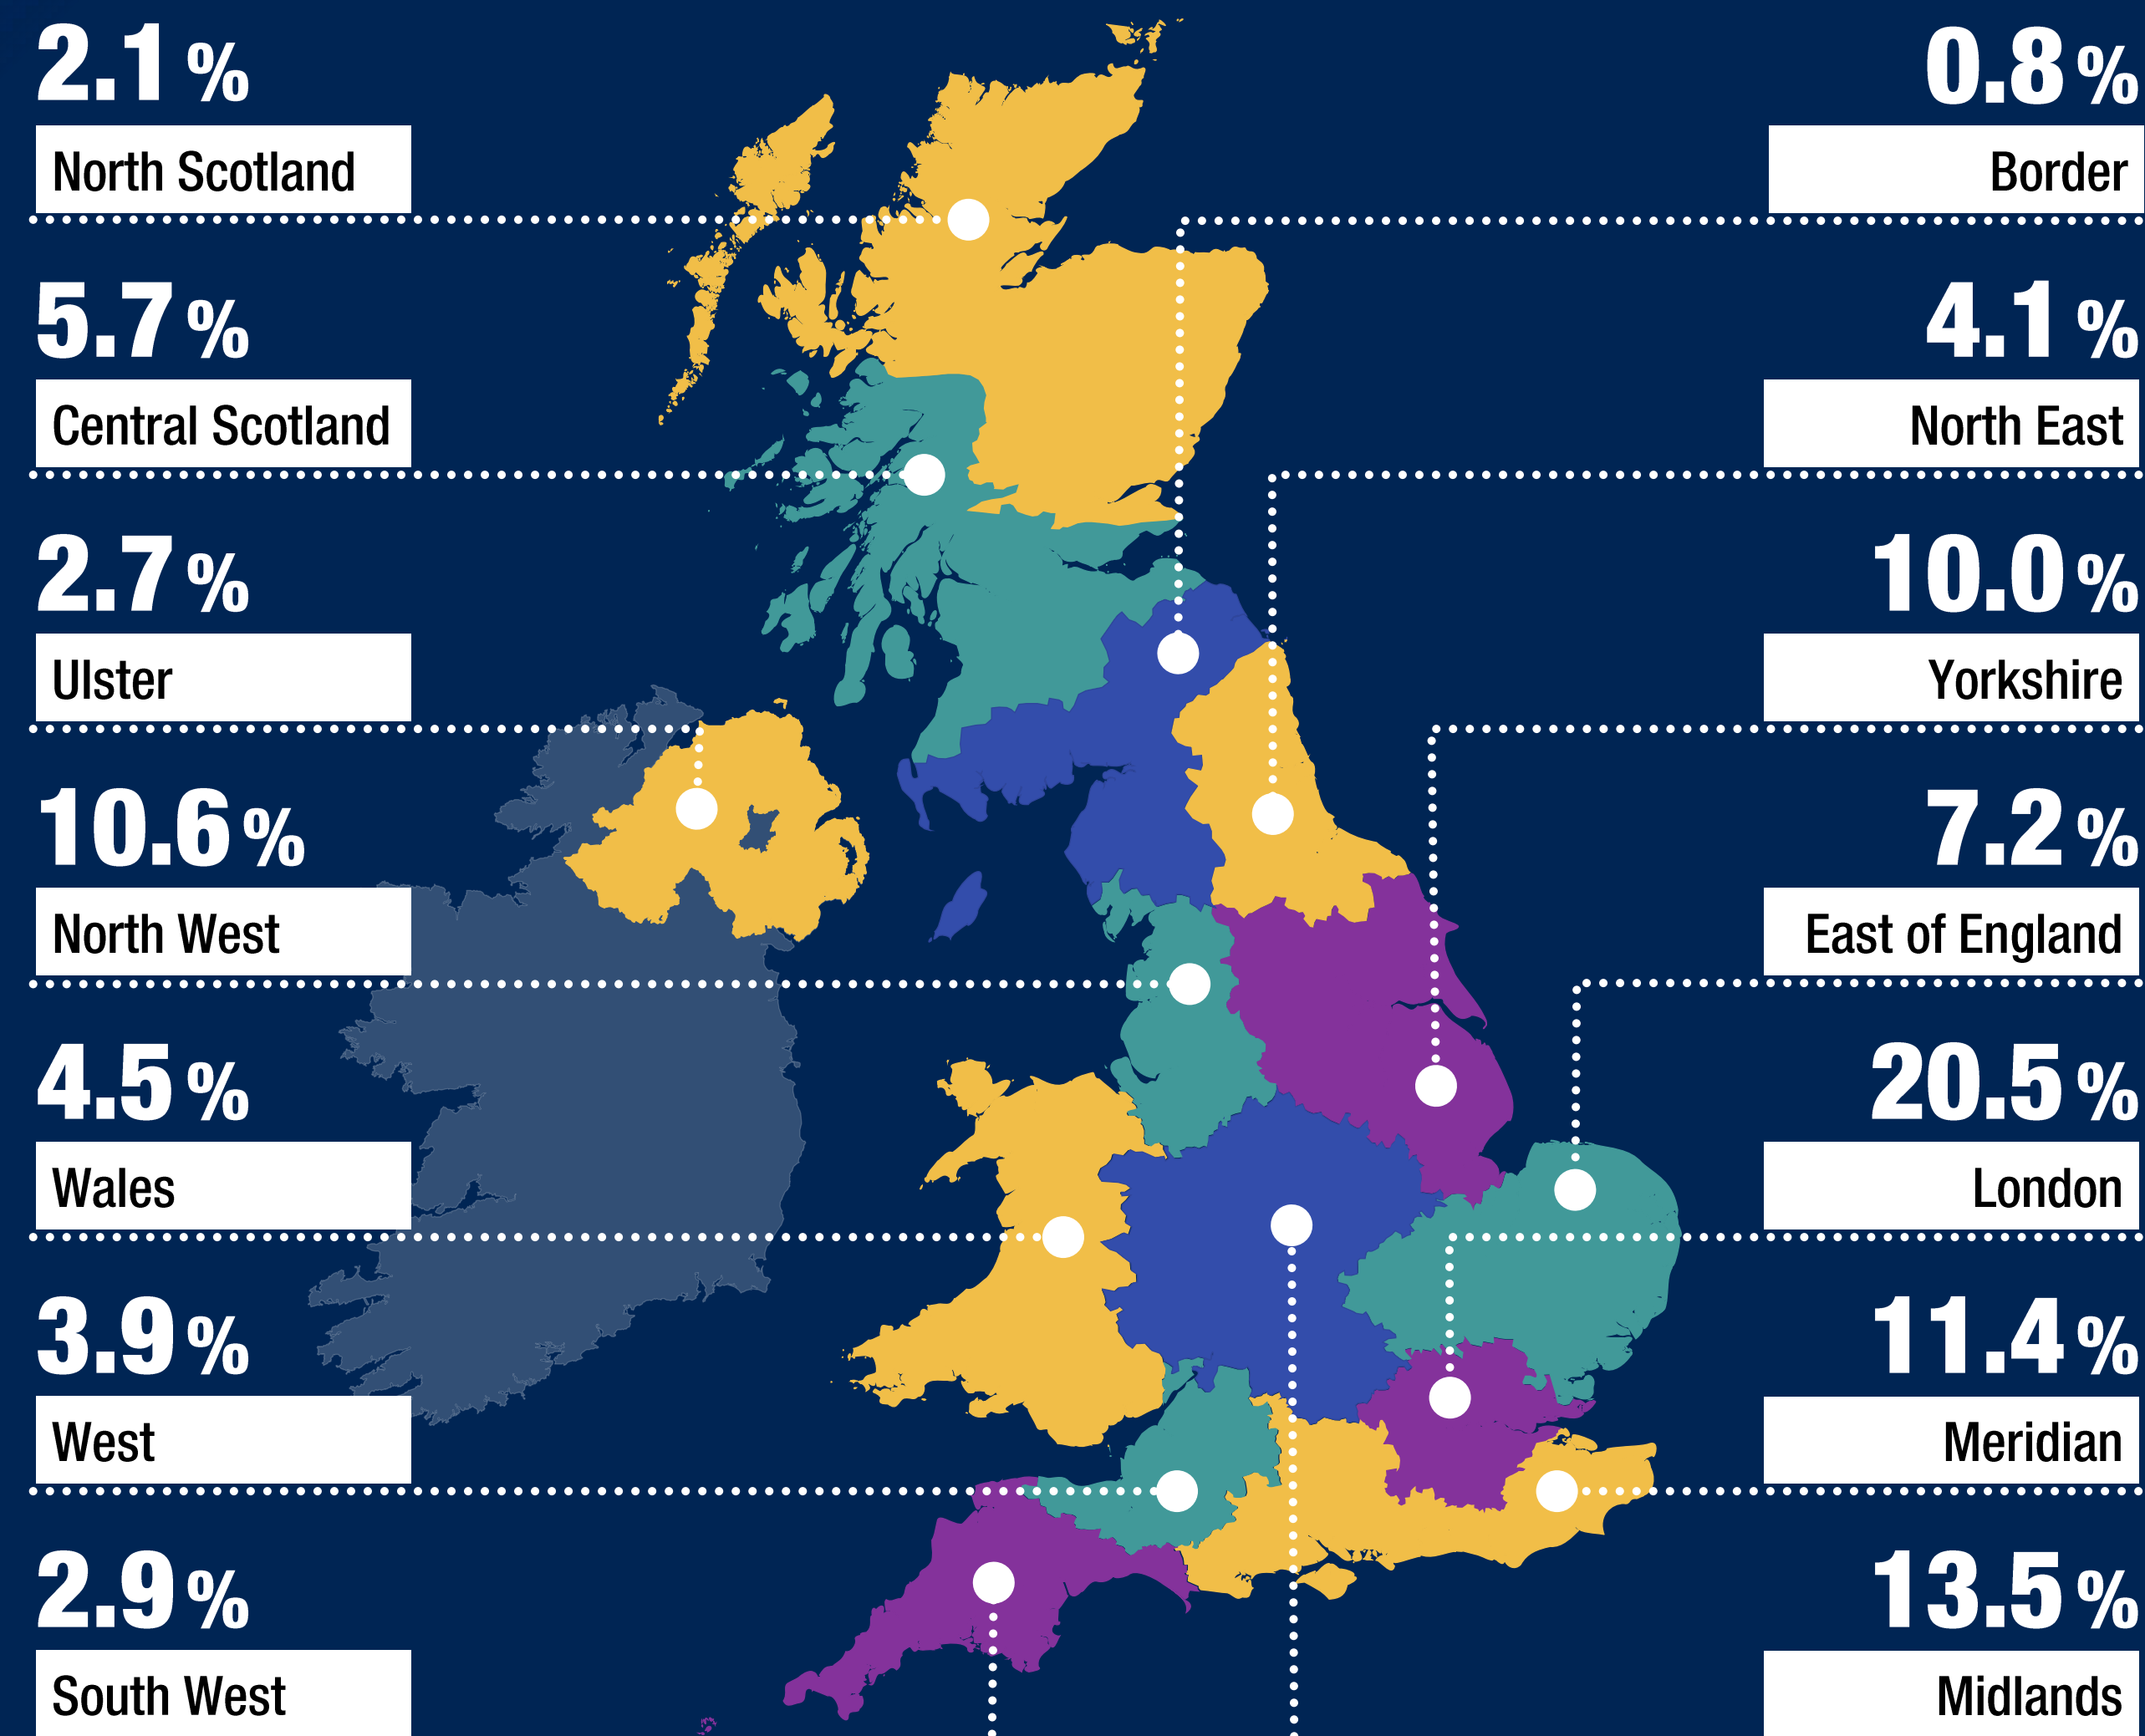 2.1%
North Scotland
5.7%
Central Scotland
2.7%
Ulster
10.6%
North West
4.5%
Wales
3.9%
West
2.9%
South West
0.8%
Border
4.1%
North East
10.0%
Yorkshire
7.2%
East of England
20.5%
London
11.4%
Meridian
13.5%
Midlands